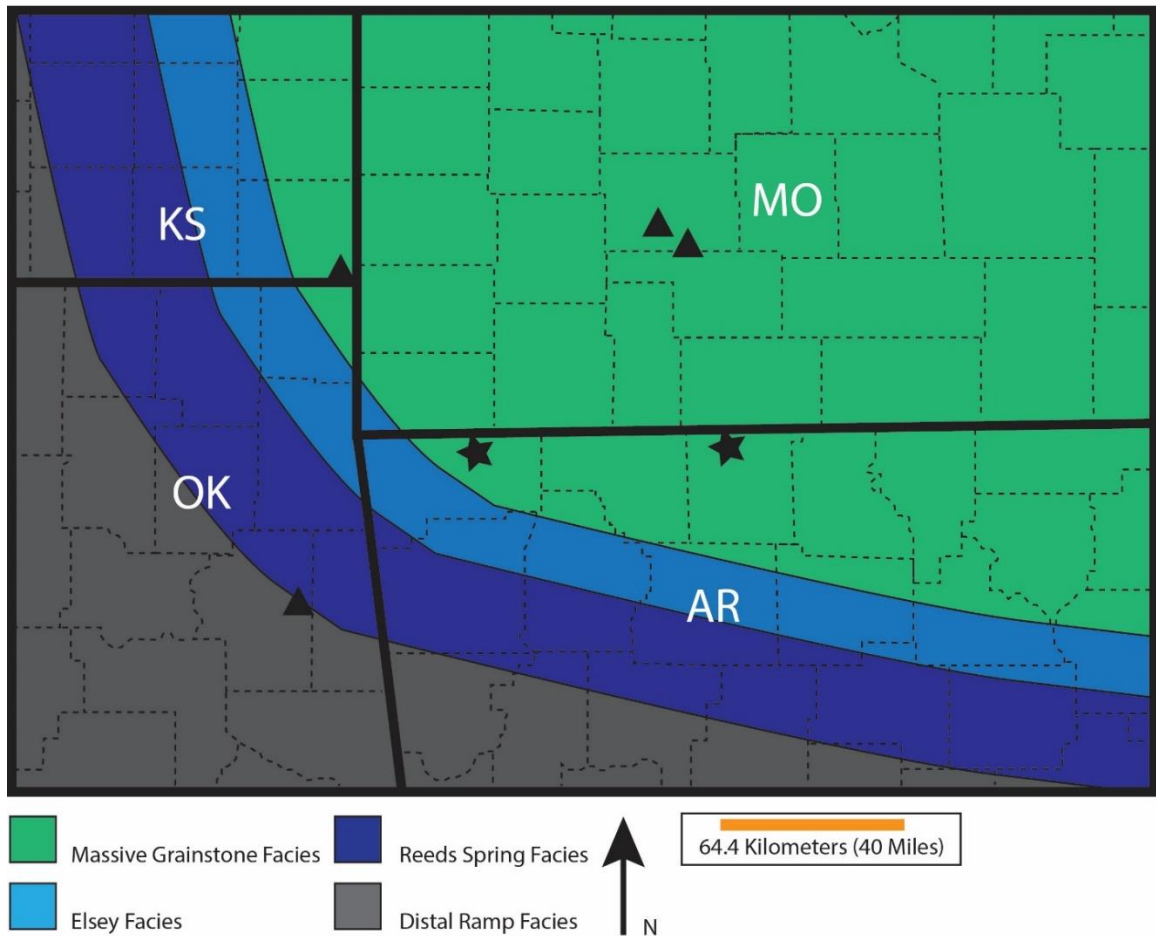 MO
KS
OK
AR
Massive Grainstone Facies
Reeds Spring Facies
64.4 Kilometers (40 Miles)
Elsey Facies
Distal Ramp Facies
N